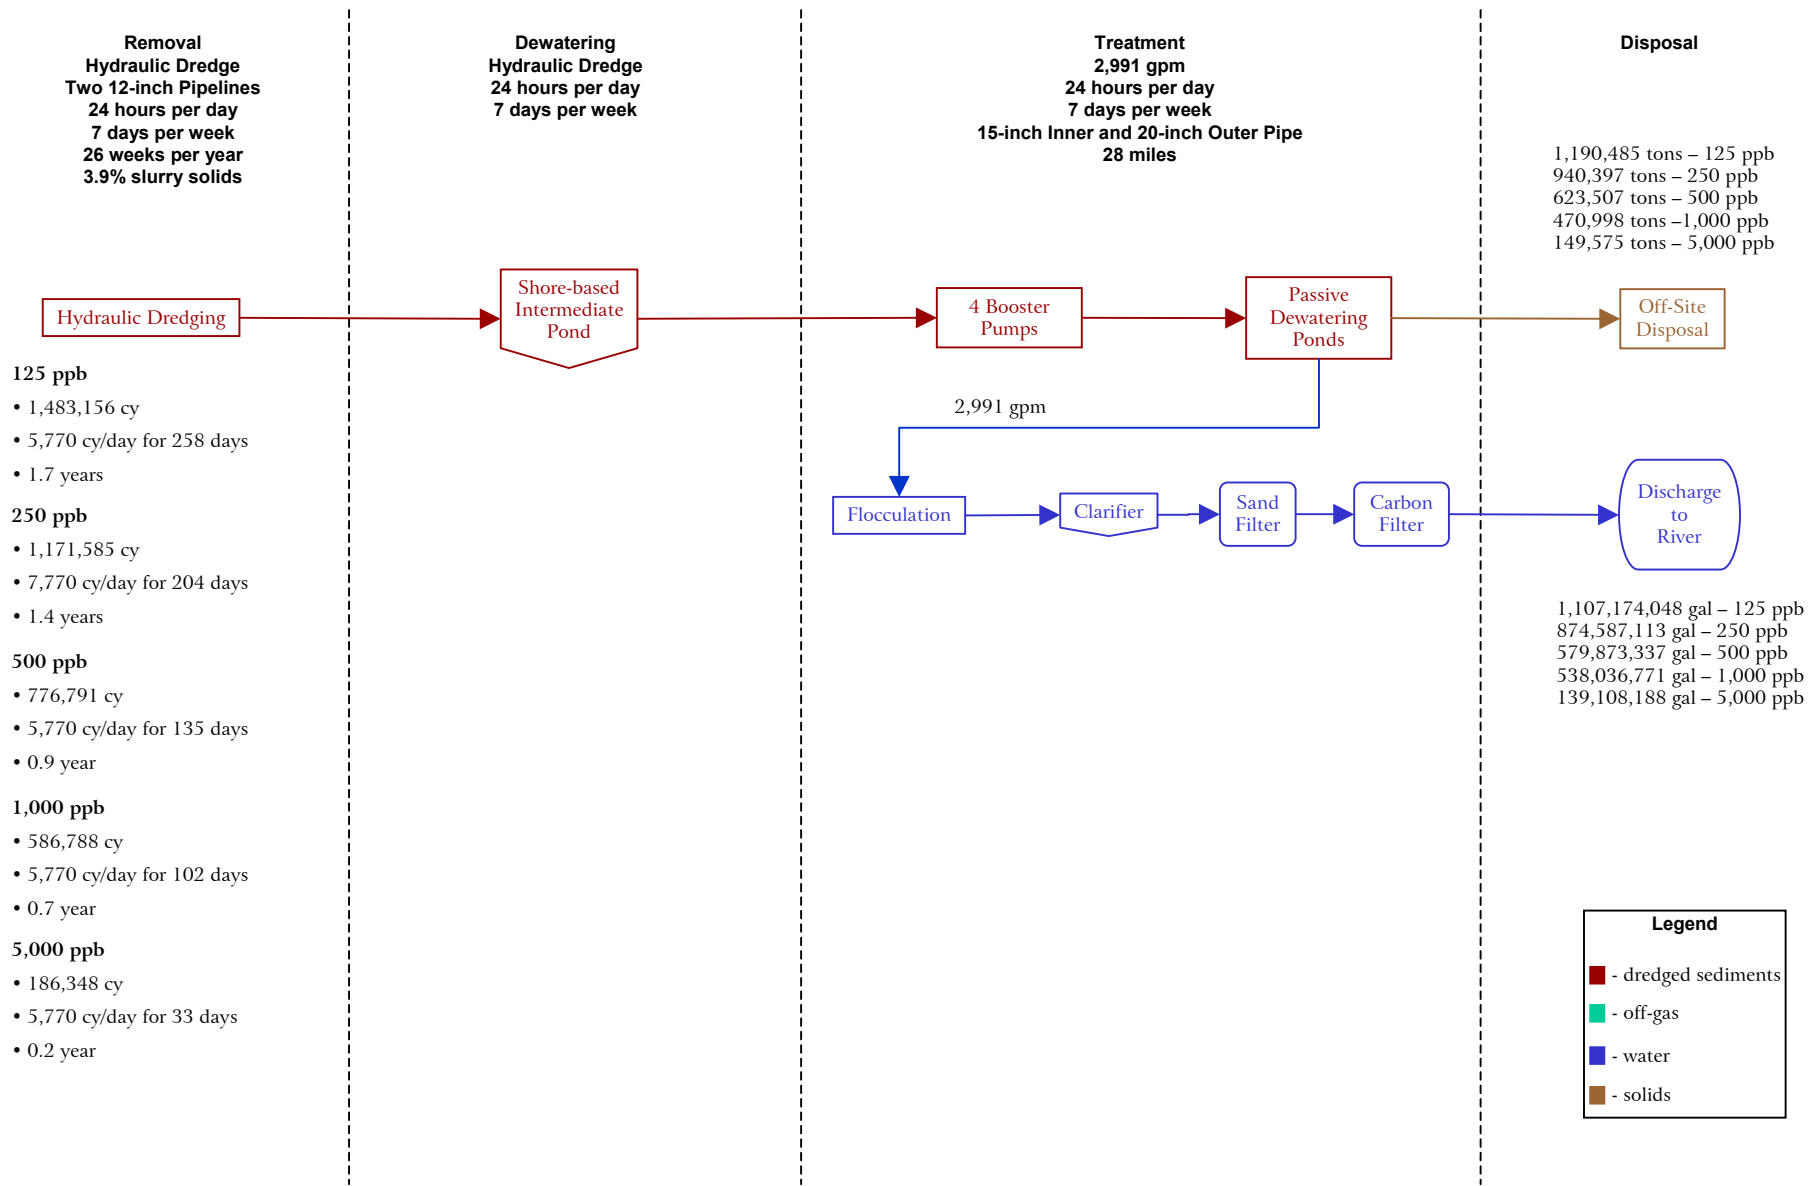 Removal
Hydraulic Dredge
Two 12-inch Pipelines
24 hours per day
7 days per week
26 weeks per year
3.9% slurry solids
Dewatering
Hydraulic Dredge
24 hours per day
7 days per week
Treatment
2,991 gpm
24 hours per day
7 days per week
15-inch Inner and 20-inch Outer Pipe
28 miles
Disposal
1,190,485 tons – 125 ppb
940,397 tons – 250 ppb
623,507 tons – 500 ppb
470,998 tons –1,000 ppb
149,575 tons – 5,000 ppb
Hydraulic Dredging
Shore-based
Intermediate
Pond
4 Booster
Pumps
Passive
Dewatering
Ponds
Off-Site
Disposal
2,991 gpm
Flocculation
Clarifier
Sand
Filter
Carbon
Filter
Discharge
to
River
125 ppb
• 1,483,156 cy
• 5,770 cy/day for 258 days
• 1.7 years
250 ppb
• 1,171,585 cy
• 7,770 cy/day for 204 days
• 1.4 years
500 ppb
• 776,791 cy
• 5,770 cy/day for 135 days
• 0.9 year
1,000 ppb
• 586,788 cy
• 5,770 cy/day for 102 days
• 0.7 year
5,000 ppb
• 186,348 cy
• 5,770 cy/day for 33 days
• 0.2 year
1,107,174,048 gal – 125 ppb
874,587,113 gal – 250 ppb
579,873,337 gal – 500 ppb
538,036,771 gal – 1,000 ppb
139,108,188 gal – 5,000 ppb
Legend
- dredged sediments
- off-gas
- water
- solids